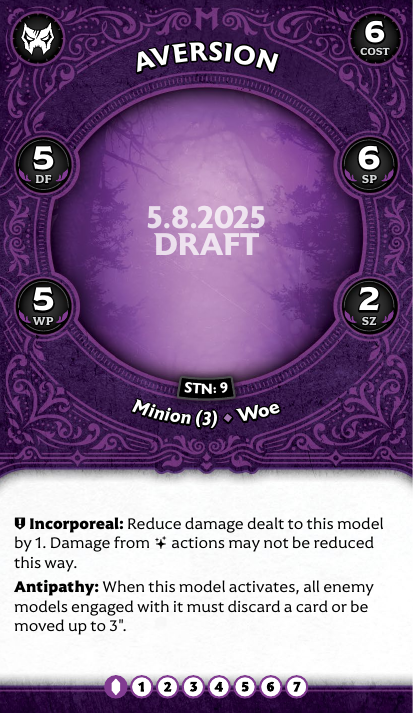 AVERSION
6
COST
5
DF
6
SP
5.8.2025
DRAFT
5
WP
2
SZ
STN: 9
Minion (3) ⬥ Woe
Incorporeal: Reduce damage dealt to this model
by 1. Damage from actions may not be reduced
this way.
Antipathy: When this model activates, all enemy
models engaged with it must discard a card or be
moved up to 3".
1 2 3 4 5 6 7